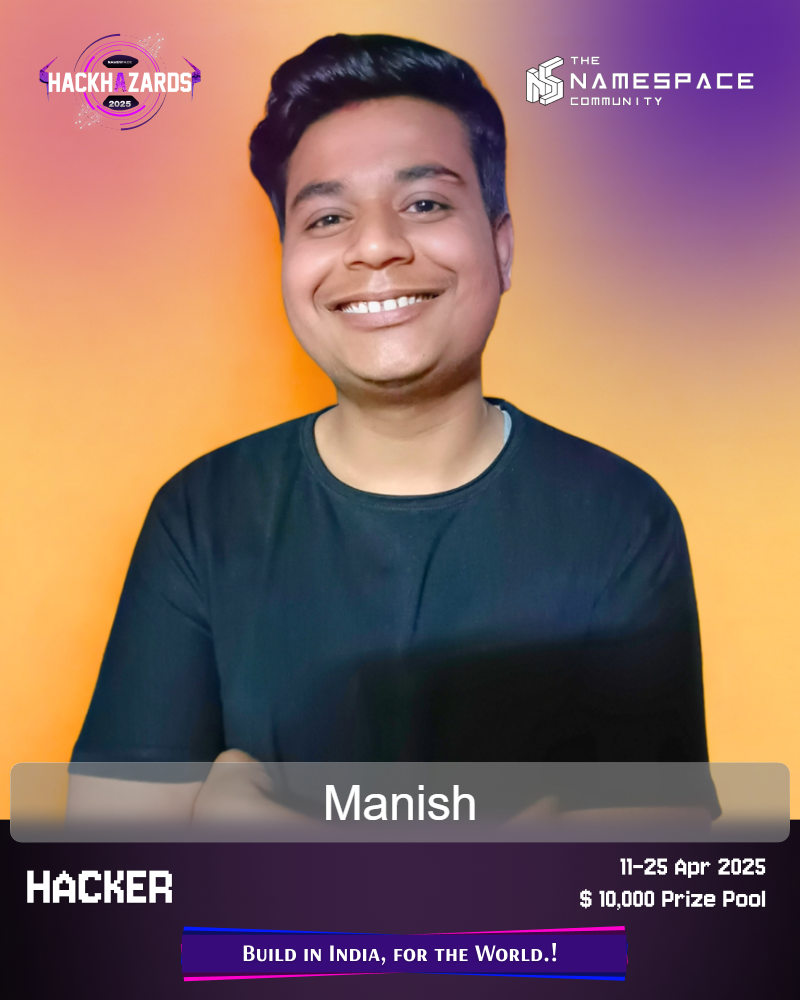 NAMESPACE
HACKHAZARDS
2025
THE
NAMESPACE
COMMUNITY
Manish
HACKER
11-25 Apr 2025
$ 10,000 Prize Pool
Build in India, for the World.!